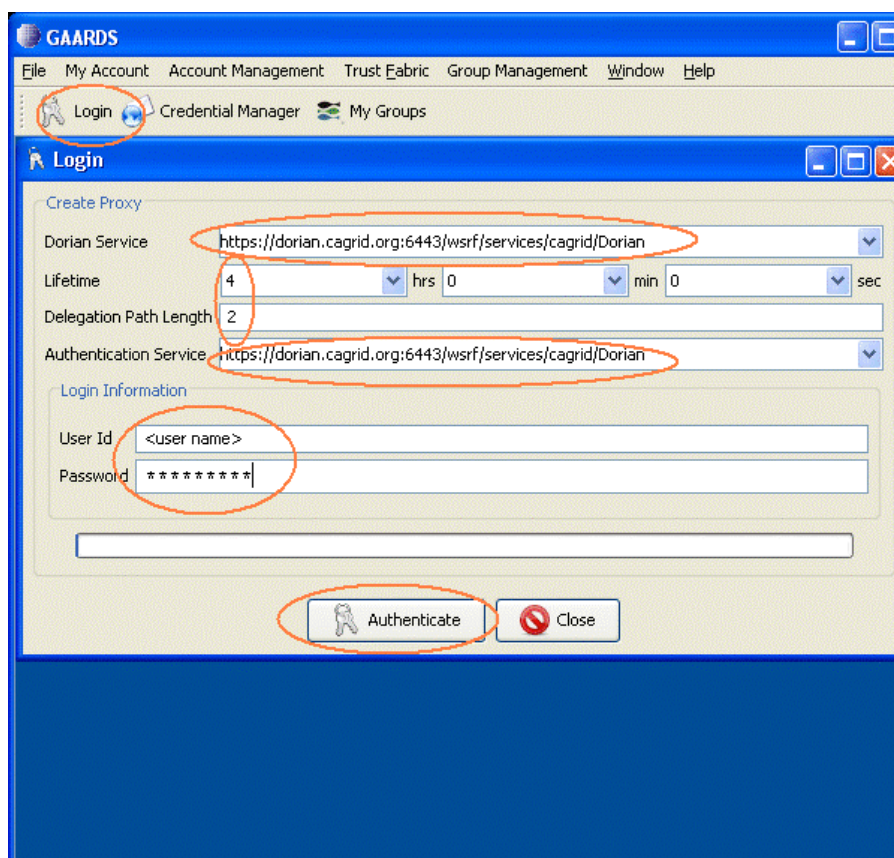 GAARDS
File My Account Account Management Trust Fabric Group Management Window Help
Login Credential Manager My Groups
Login
Create Proxy
Dorian Service https://dorian.cagrid.org:6443/wsrf/services/cagrid/Dorian
Lifetime 4 hrs 0 min 0 sec
Delegation Path Length 2
Authentication Service https://dorian.cagrid.org:6443/wsrf/services/cagrid/Dorian
Login Information
User Id <user name>
Password *********
Authenticate Close